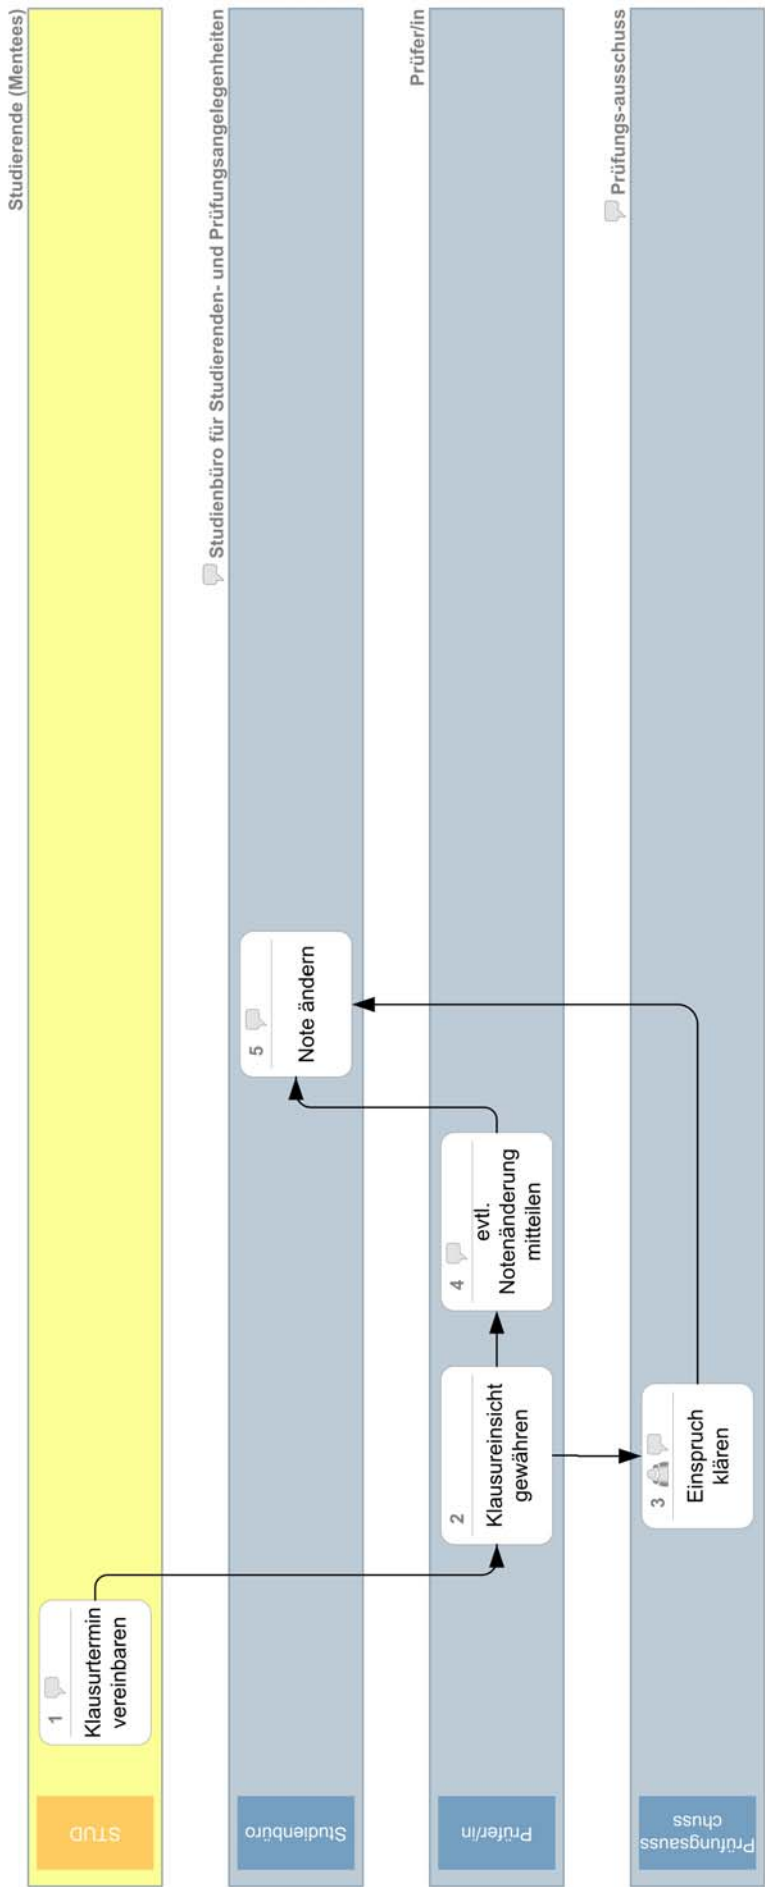 Studierende (Mentees)
STUD
1
Klausurtermin
vereinbaren
Studienbüro für Studierenden- und Prüfungsangelegenheiten
Studienbüro
5
Note ändern
Prüfer/in
Prüfer/in
2
Klausureinsicht
gewähren
4
evtl.
Notenänderung
mitteilen
Prüfungs-ausschuss
Prüfungsauss
chuss
3
Einspruch
klären